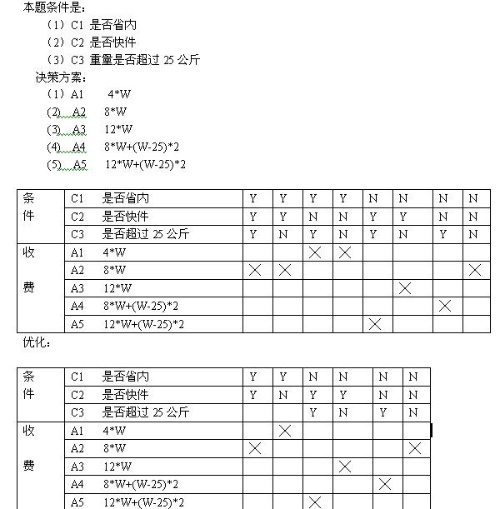 本题条件是:
(1) C1 是否省内
(2) C2 是否快件
(3) C3 重量是否超过 25 公斤
决策方案:
(1) A1 4*W
(2) A2 8*W
(3) A3 12*W
(4) A4 8*W+(W-25)*2
(5) A5 12*W+(W-25)*2
条 C1 是否省内 Y Y Y Y N N N N
件 C2 是否快件 Y Y N N Y Y N N
C3 是否超过 25 公斤 Y N Y N Y N Y N
收 A1 4*W × ×
A2 8*W × × ×
费 A3 12*W ×
A4 8*W+(W-25)*2 ×
A5 12*W+(W-25)*2 ×
优化:
条 C1 是否省内 Y Y N N N N
件 C2 是否快件 Y N Y Y N N
C3 是否超过 25 公斤 Y N Y N
收 A1 4*W ×
A2 8*W × ×
费 A3 12*W ×
A4 8*W+(W-25)*2 ×
A5 12*W+(W-25)*2 ×